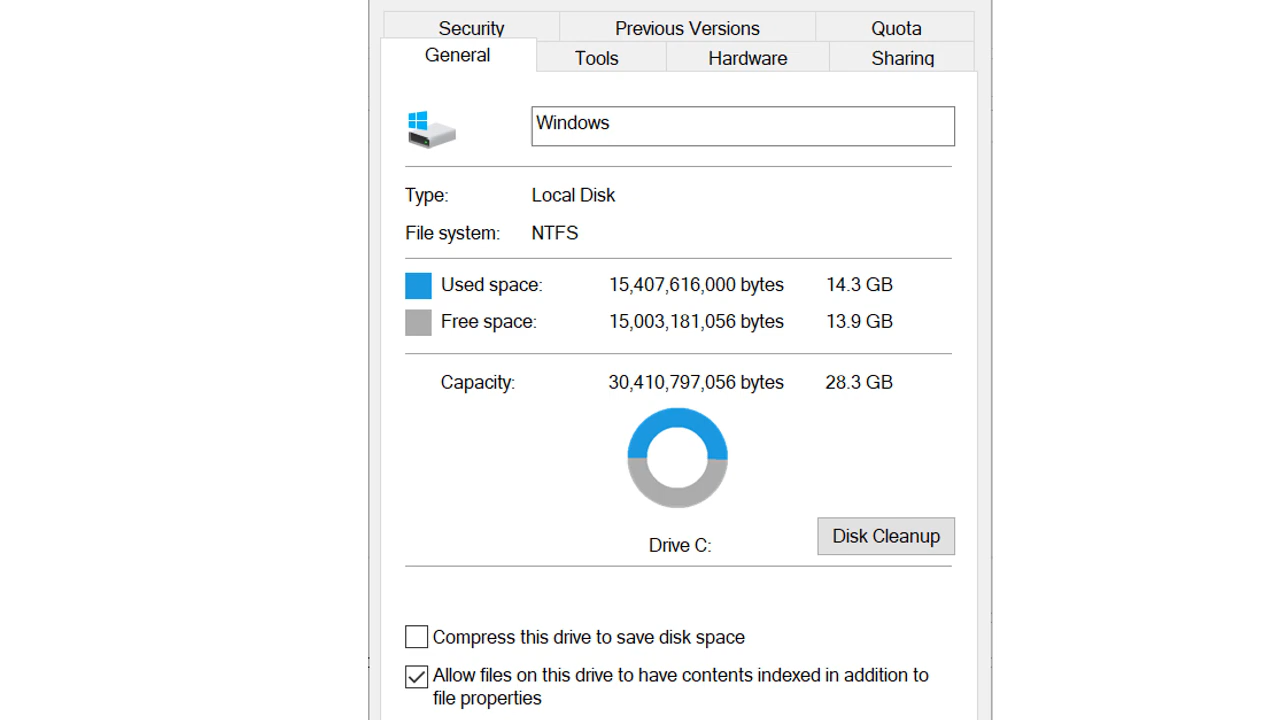 Security Previous Versions Quota
General Tools Hardware Sharing
Windows
Type: Local Disk
File system: NTFS
Used space: 15,407,616,000 bytes 14.3 GB
Free space: 15,003,181,056 bytes 13.9 GB
Capacity: 30,410,797,056 bytes 28.3 GB
Drive C: Disk Cleanup
Compress this drive to save disk space
Allow files on this drive to have contents indexed in addition to
file properties